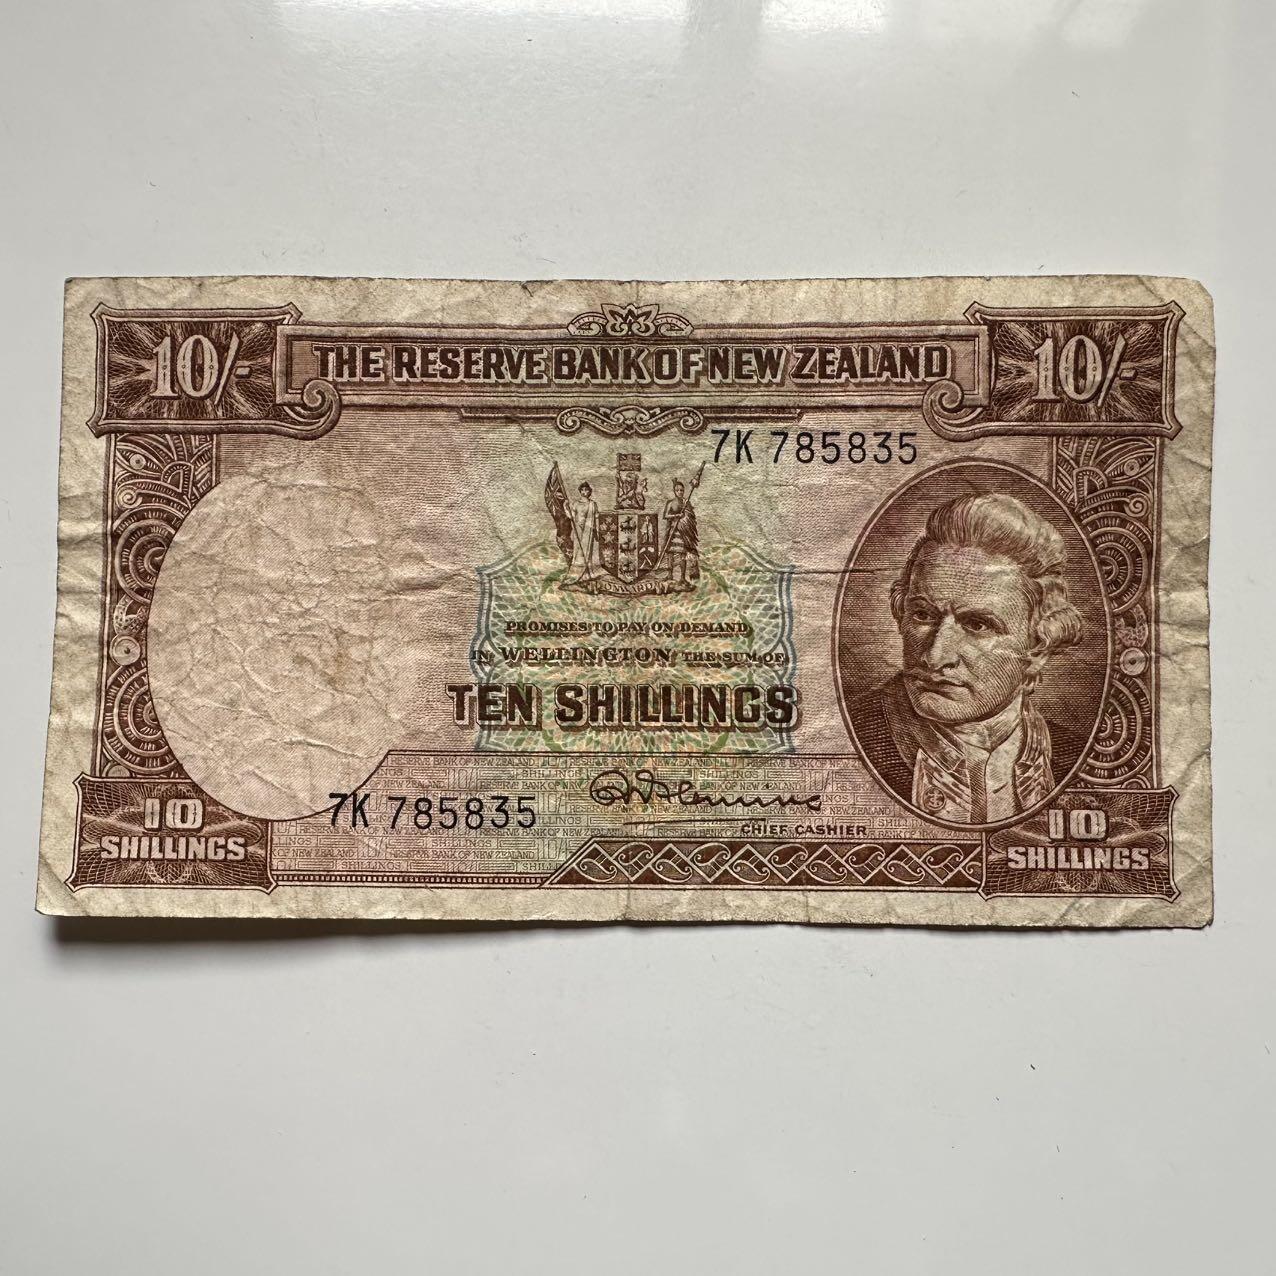 10/-
THE RESERVE BANK OF NEW ZEALAND
10/-
7K 785835
ONWARD
PROMISES TO PAY ON DEMAND
IN WELLINGTON THE SUM OF
TEN SHILLINGS
7K 785835
CHIEF CASHIER
10
SHILLINGS
10
SHILLINGS